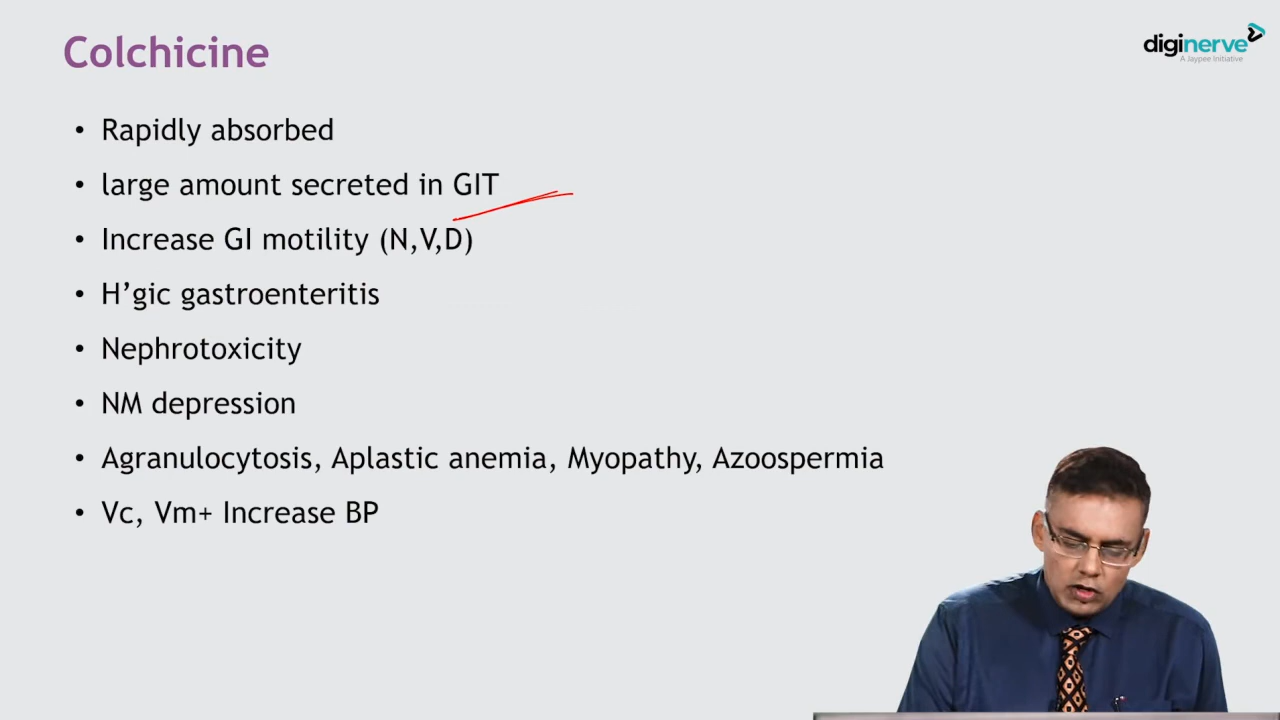 Colchicine
diginerve
A Jaypee Initiative
• Rapidly absorbed
• large amount secreted in GIT
• Increase GI motility (N,V,D)
• H’gic gastroenteritis
• Nephrotoxicity
• NM depression
• Agranulocytosis, Aplastic anemia, Myopathy, Azoospermia
• Vc, Vm+ Increase BP